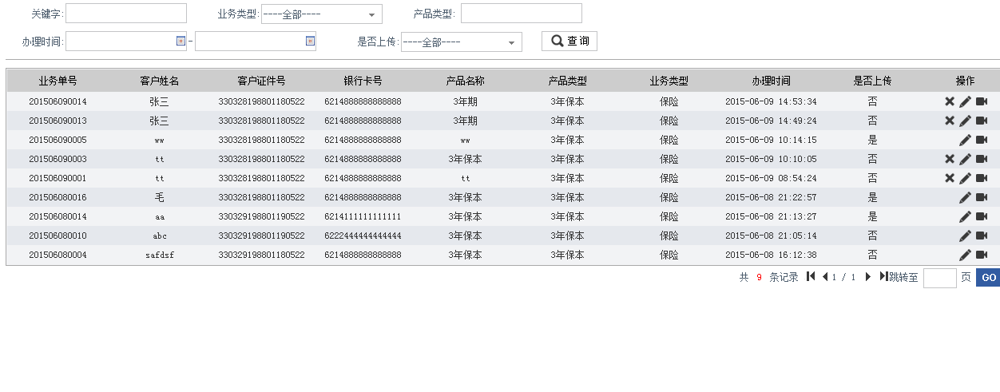 关键字: 业务类型: ----全部---- 产品类型:
办理时间: - 是否上传: ----全部---- 查询
业务单号 客户姓名 客户证件号 银行卡号 产品名称 产品类型 业务类型 办理时间 是否上传 操作
201506090014 张三 330328198801180522 6214888888888888 3年期 3年保本 保险 2015-06-09 14:53:34 否
201506090013 张三 330328198801180522 6214888888888888 3年期 3年保本 保险 2015-06-09 14:49:24 否
201506090005 ww 330328198801180522 6214888888888888 ww 3年保本 保险 2015-06-09 10:14:15 是
201506090003 tt 330328198801180522 6214888888888888 3年保本 3年保本 保险 2015-06-09 10:10:05 否
201506090001 tt 330328198801180522 6214888888888888 tt 3年保本 保险 2015-06-09 08:54:24 否
201506080016 毛 330328198801180522 6214888888888888 3年保本 3年保本 保险 2015-06-08 21:22:57 是
201506080014 aa 330329198801190522 6214111111111111 3年保本 3年保本 保险 2015-06-08 21:13:27 是
201506080010 abc 330329198801190522 6222444444444444 3年保本 3年保本 保险 2015-06-08 21:05:14 否
201506080004 safdsf 330329198801180522 6214888888888888 3年保本 3年保本 保险 2015-06-08 16:12:38 否
共 9 条记录 1 / 1 跳转至 页 GO